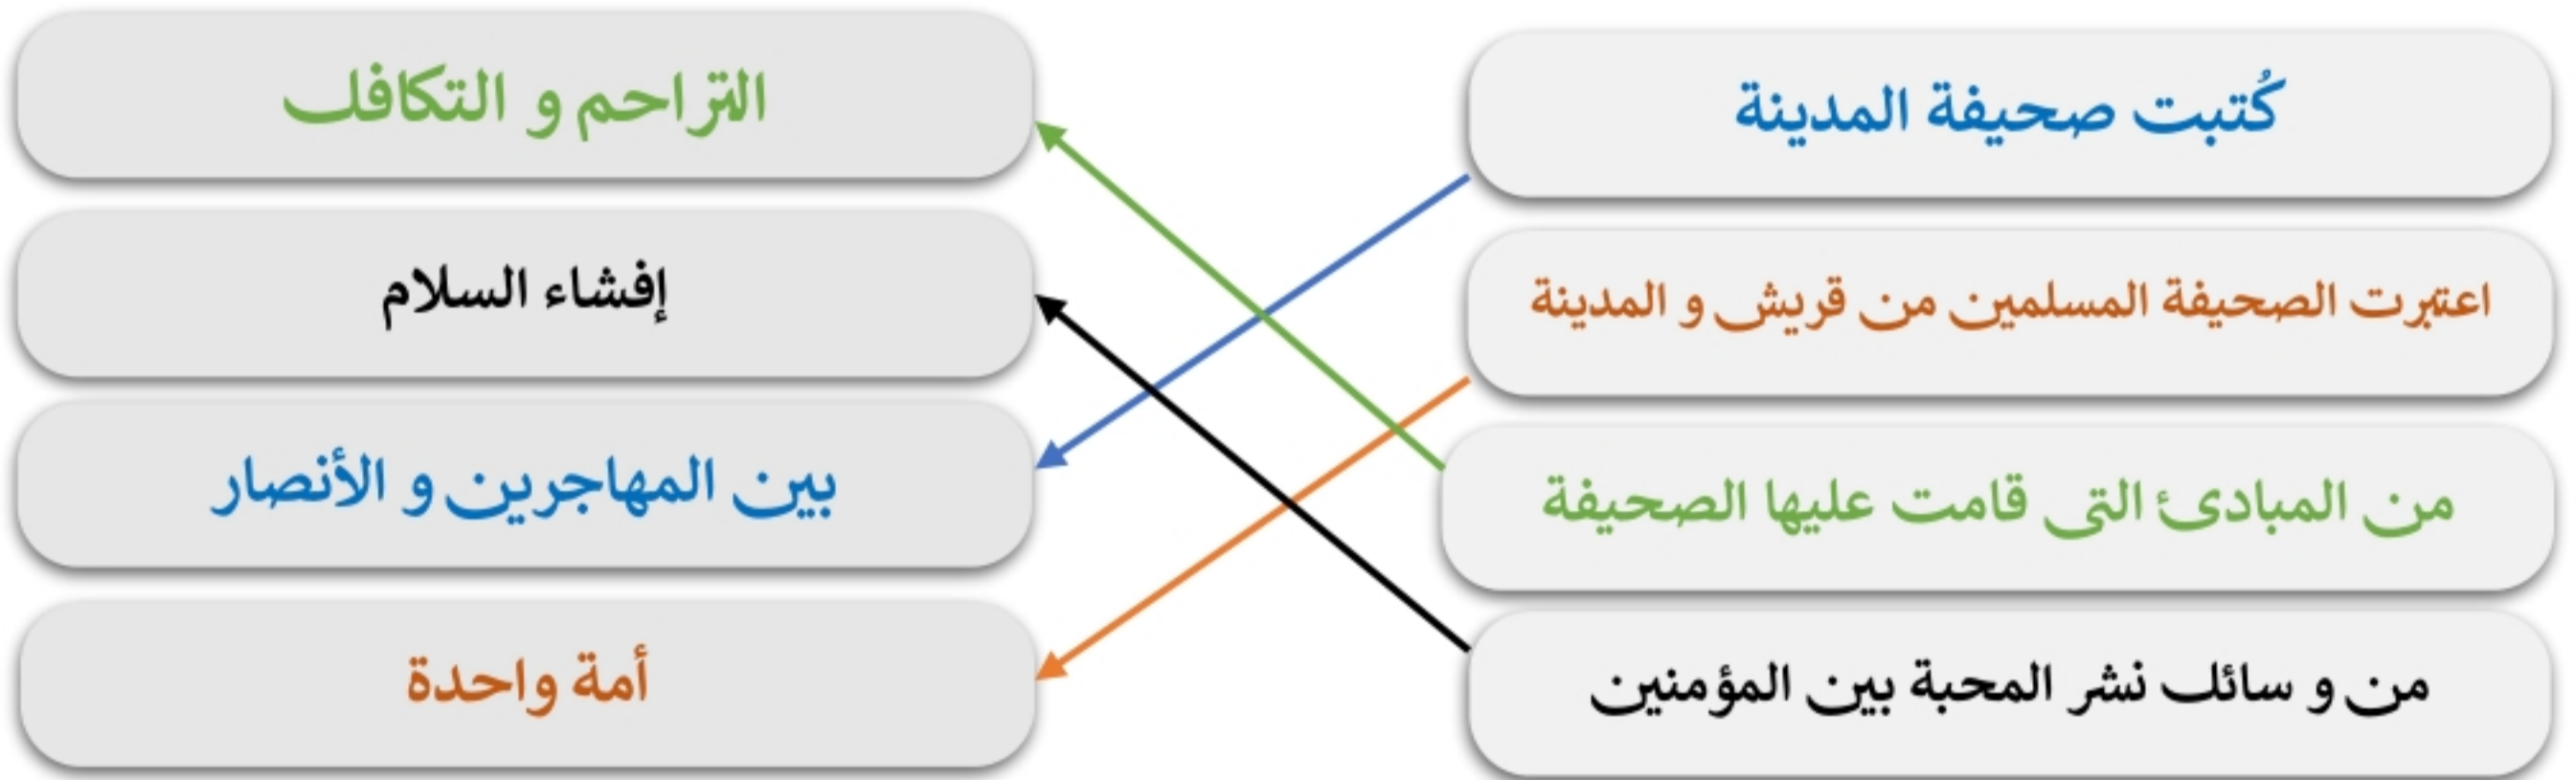 كُتبت صحيفة المدينة
التراحم و التكافل
اعتبرت الصحيفة المسلمين من قريش و المدينة
إفشاء السلام
من المبادئ التى قامت عليها الصحيفة
بين المهاجرين و الأنصار
من و سائل نشر المحبة بين المؤمنين
أمة واحدة